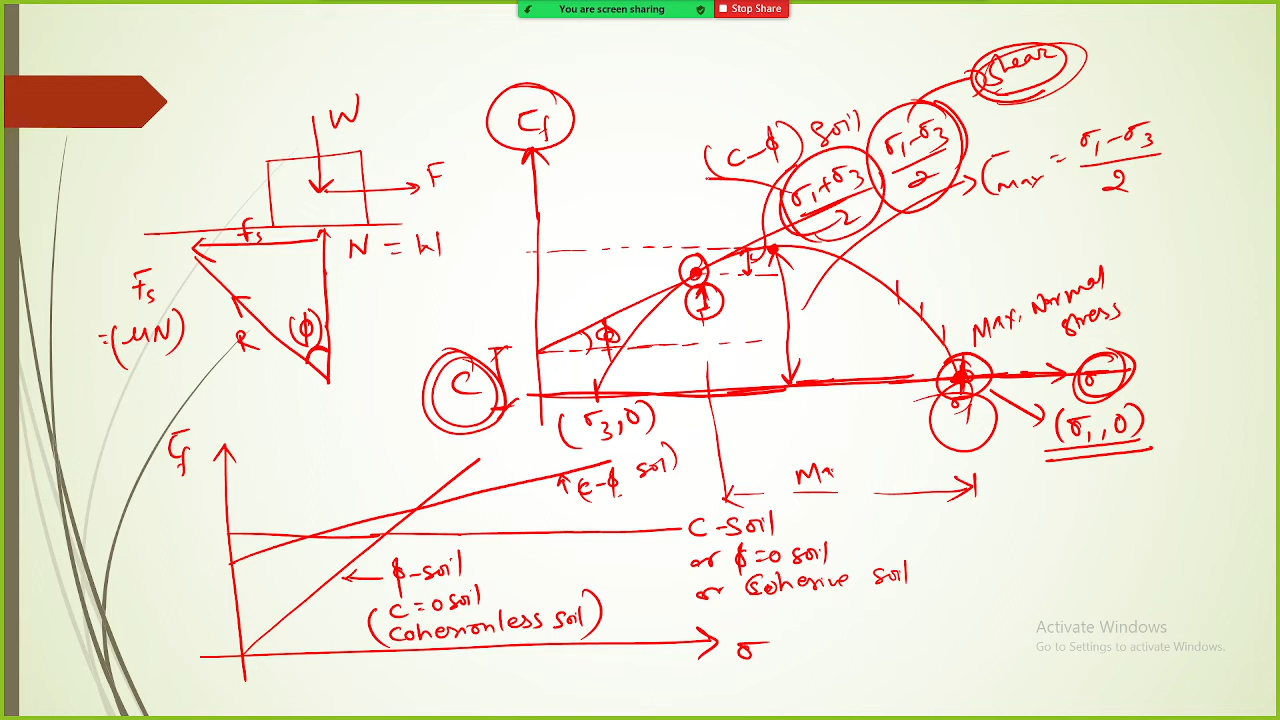 You are screen sharing
Stop Share
Shear
W
F
fs
N = W
Fs
= (μN)
R
(ϕ)
τf
(C-ϕ) soil
σ1+σ3
2
σ1-σ3
2
τmax = σ1-σ3
2
ϕ
C
(σ3,0)
Max. Normal
stress
σ
σ1
(σ1,0)
Ma
τf
C-ϕ soil)
C-Soil
or ϕ=0 soil
or Cohesive soil
ϕ-soil
(C=0 soil
Cohesionless soil)
σ
Activate Windows
Go to Settings to activate Windows.